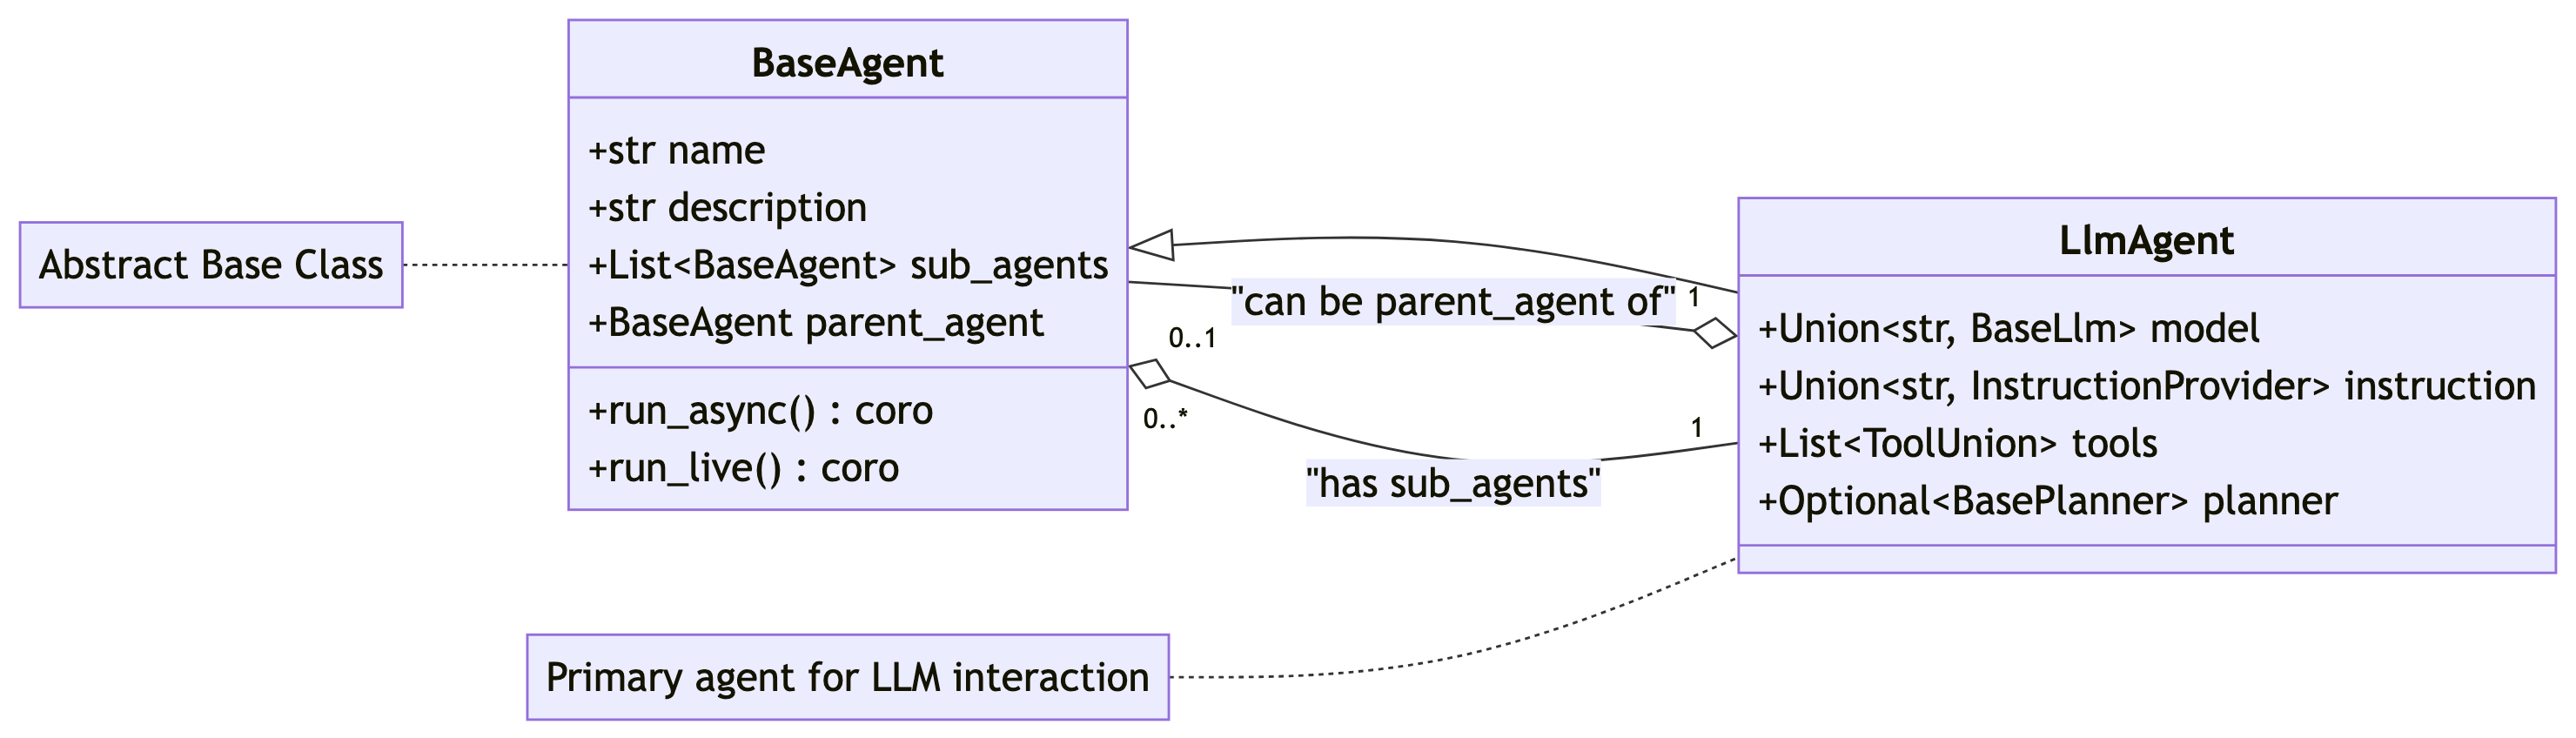 Abstract Base Class
BaseAgent
+str name
+str description
+List<BaseAgent> sub_agents
+BaseAgent parent_agent
+run_async() : coro
+run_live() : coro
"can be parent_agent of"
1
0..1
0..*
1
"has sub_agents"
LlmAgent
+Union<str, BaseLlm> model
+Union<str, InstructionProvider> instruction
+List<ToolUnion> tools
+Optional<BasePlanner> planner
Primary agent for LLM interaction